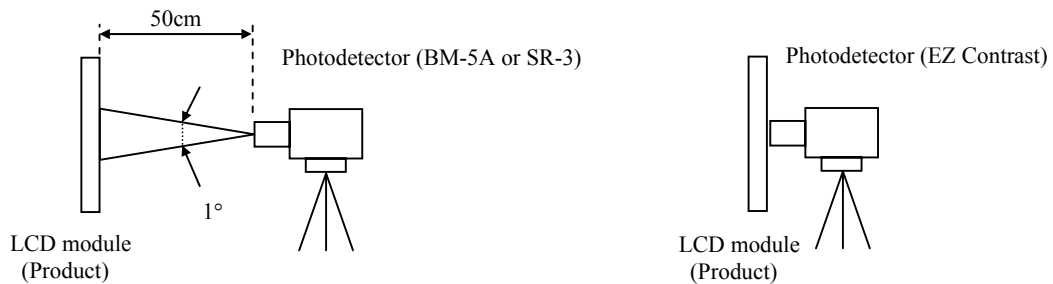 50cm
Photodetector (BM-5A or SR-3)
1°
LCD module
(Product)
Photodetector (EZ Contrast)
LCD module
(Product)